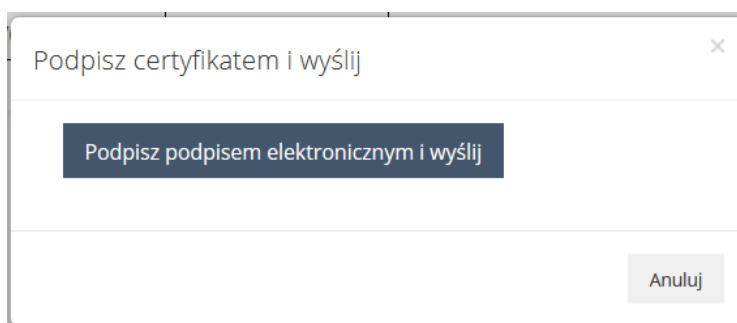 Podpisz certyfikatem i wyślij
×
Podpisz podpisem elektronicznym i wyślij
Anuluj